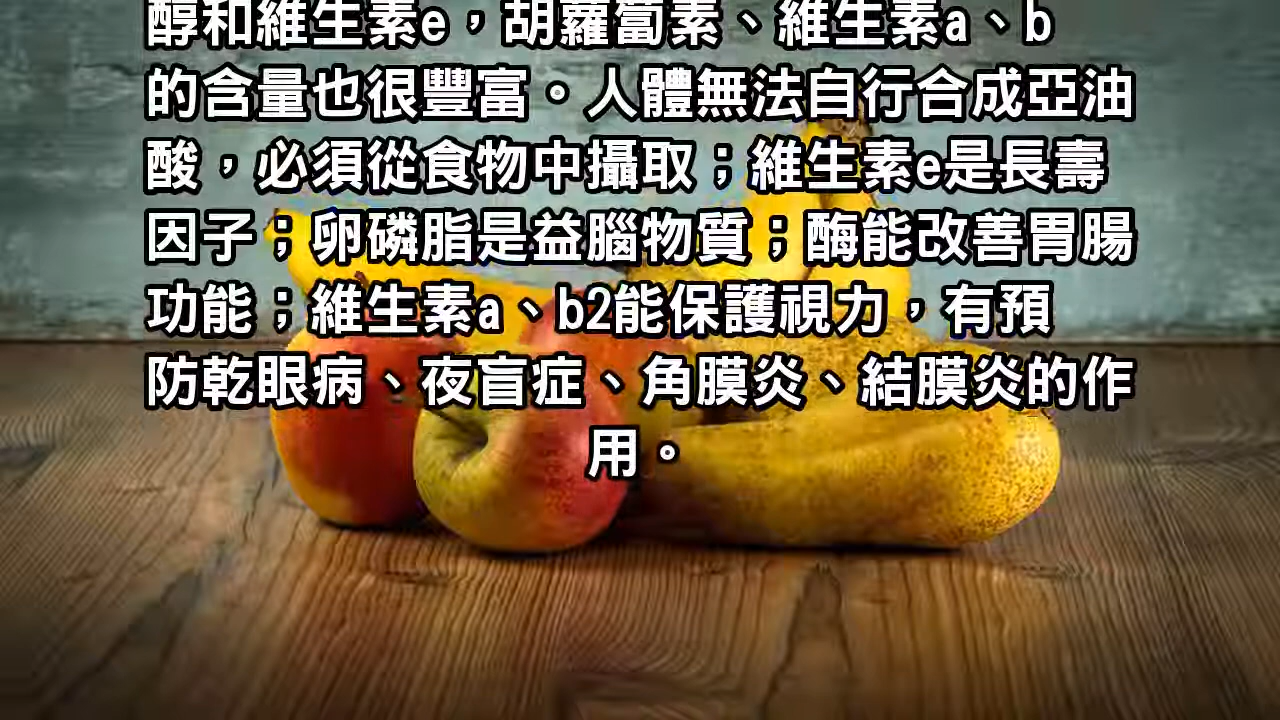 醇和維生素e，胡蘿蔔素、維生素a、b
的含量也很豐富。人體無法自行合成亞油
酸，必須從食物中攝取；維生素e是長壽
因子；卵磷脂是益腦物質；酶能改善胃腸
功能；維生素a、b2能保護視力，有預
防乾眼病、夜盲症、角膜炎、結膜炎的作
用。